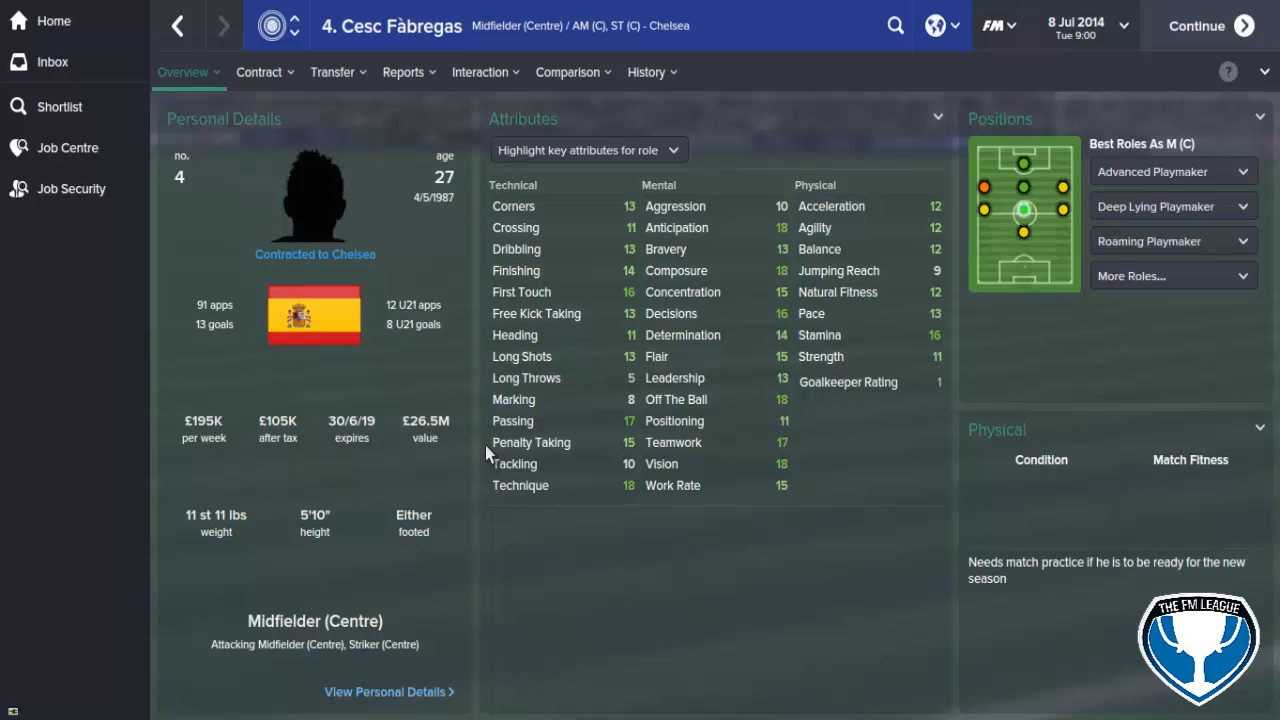 Home
Inbox
Shortlist
Job Centre
Job Security
4. Cesc Fàbregas Midfielder (Centre) / AM (C), ST (C) - Chelsea
FM
8 Jul 2014
Tue 9:00
Continue
Overview Contract Transfer Reports Interaction Comparison History
?
Personal Details
no.
4
age
27
4/5/1987
Contracted to Chelsea
91 apps
13 goals
12 U21 apps
8 U21 goals
£195K
per week
£105K
after tax
30/6/19
expires
£26.5M
value
11 st 11 lbs
weight
5'10"
height
Either
footed
Midfielder (Centre)
Attacking Midfielder (Centre), Striker (Centre)
View Personal Details
Attributes
Highlight key attributes for role
Technical Mental Physical
Corners 13 Aggression 10 Acceleration 12
Crossing 11 Anticipation 18 Agility 12
Dribbling 13 Bravery 13 Balance 12
Finishing 14 Composure 18 Jumping Reach 9
First Touch 16 Concentration 15 Natural Fitness 12
Free Kick Taking 13 Decisions 16 Pace 13
Heading 11 Determination 14 Stamina 16
Long Shots 13 Flair 15 Strength 11
Long Throws 5 Leadership 13 Goalkeeper Rating 1
Marking 8 Off The Ball 18
Passing 17 Positioning 11
Penalty Taking 15 Teamwork 17
Tackling 10 Vision 18
Technique 18 Work Rate 15
Positions
Best Roles As M (C)
Advanced Playmaker
Deep Lying Playmaker
Roaming Playmaker
More Roles...
Physical
Condition Match Fitness
Needs match practice if he is to be ready for the new
season
THE FM LEAGUE